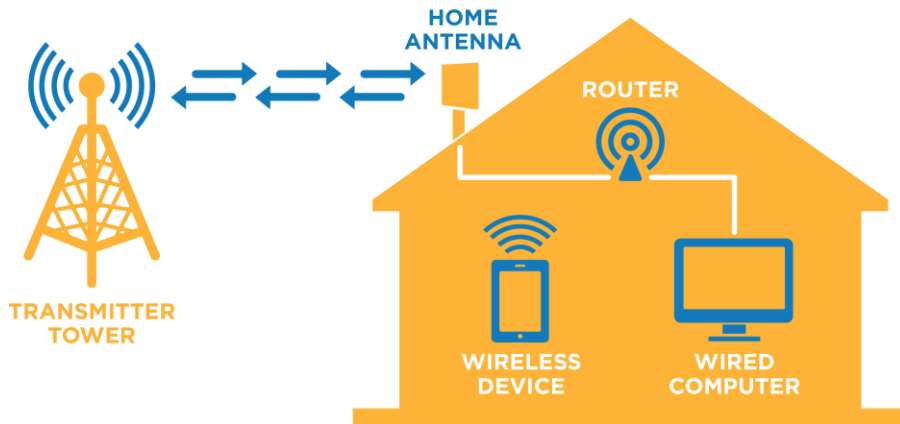 HOME
ANTENNA
ROUTER
TRANSMITTER
TOWER
WIRELESS
DEVICE
WIRED
COMPUTER